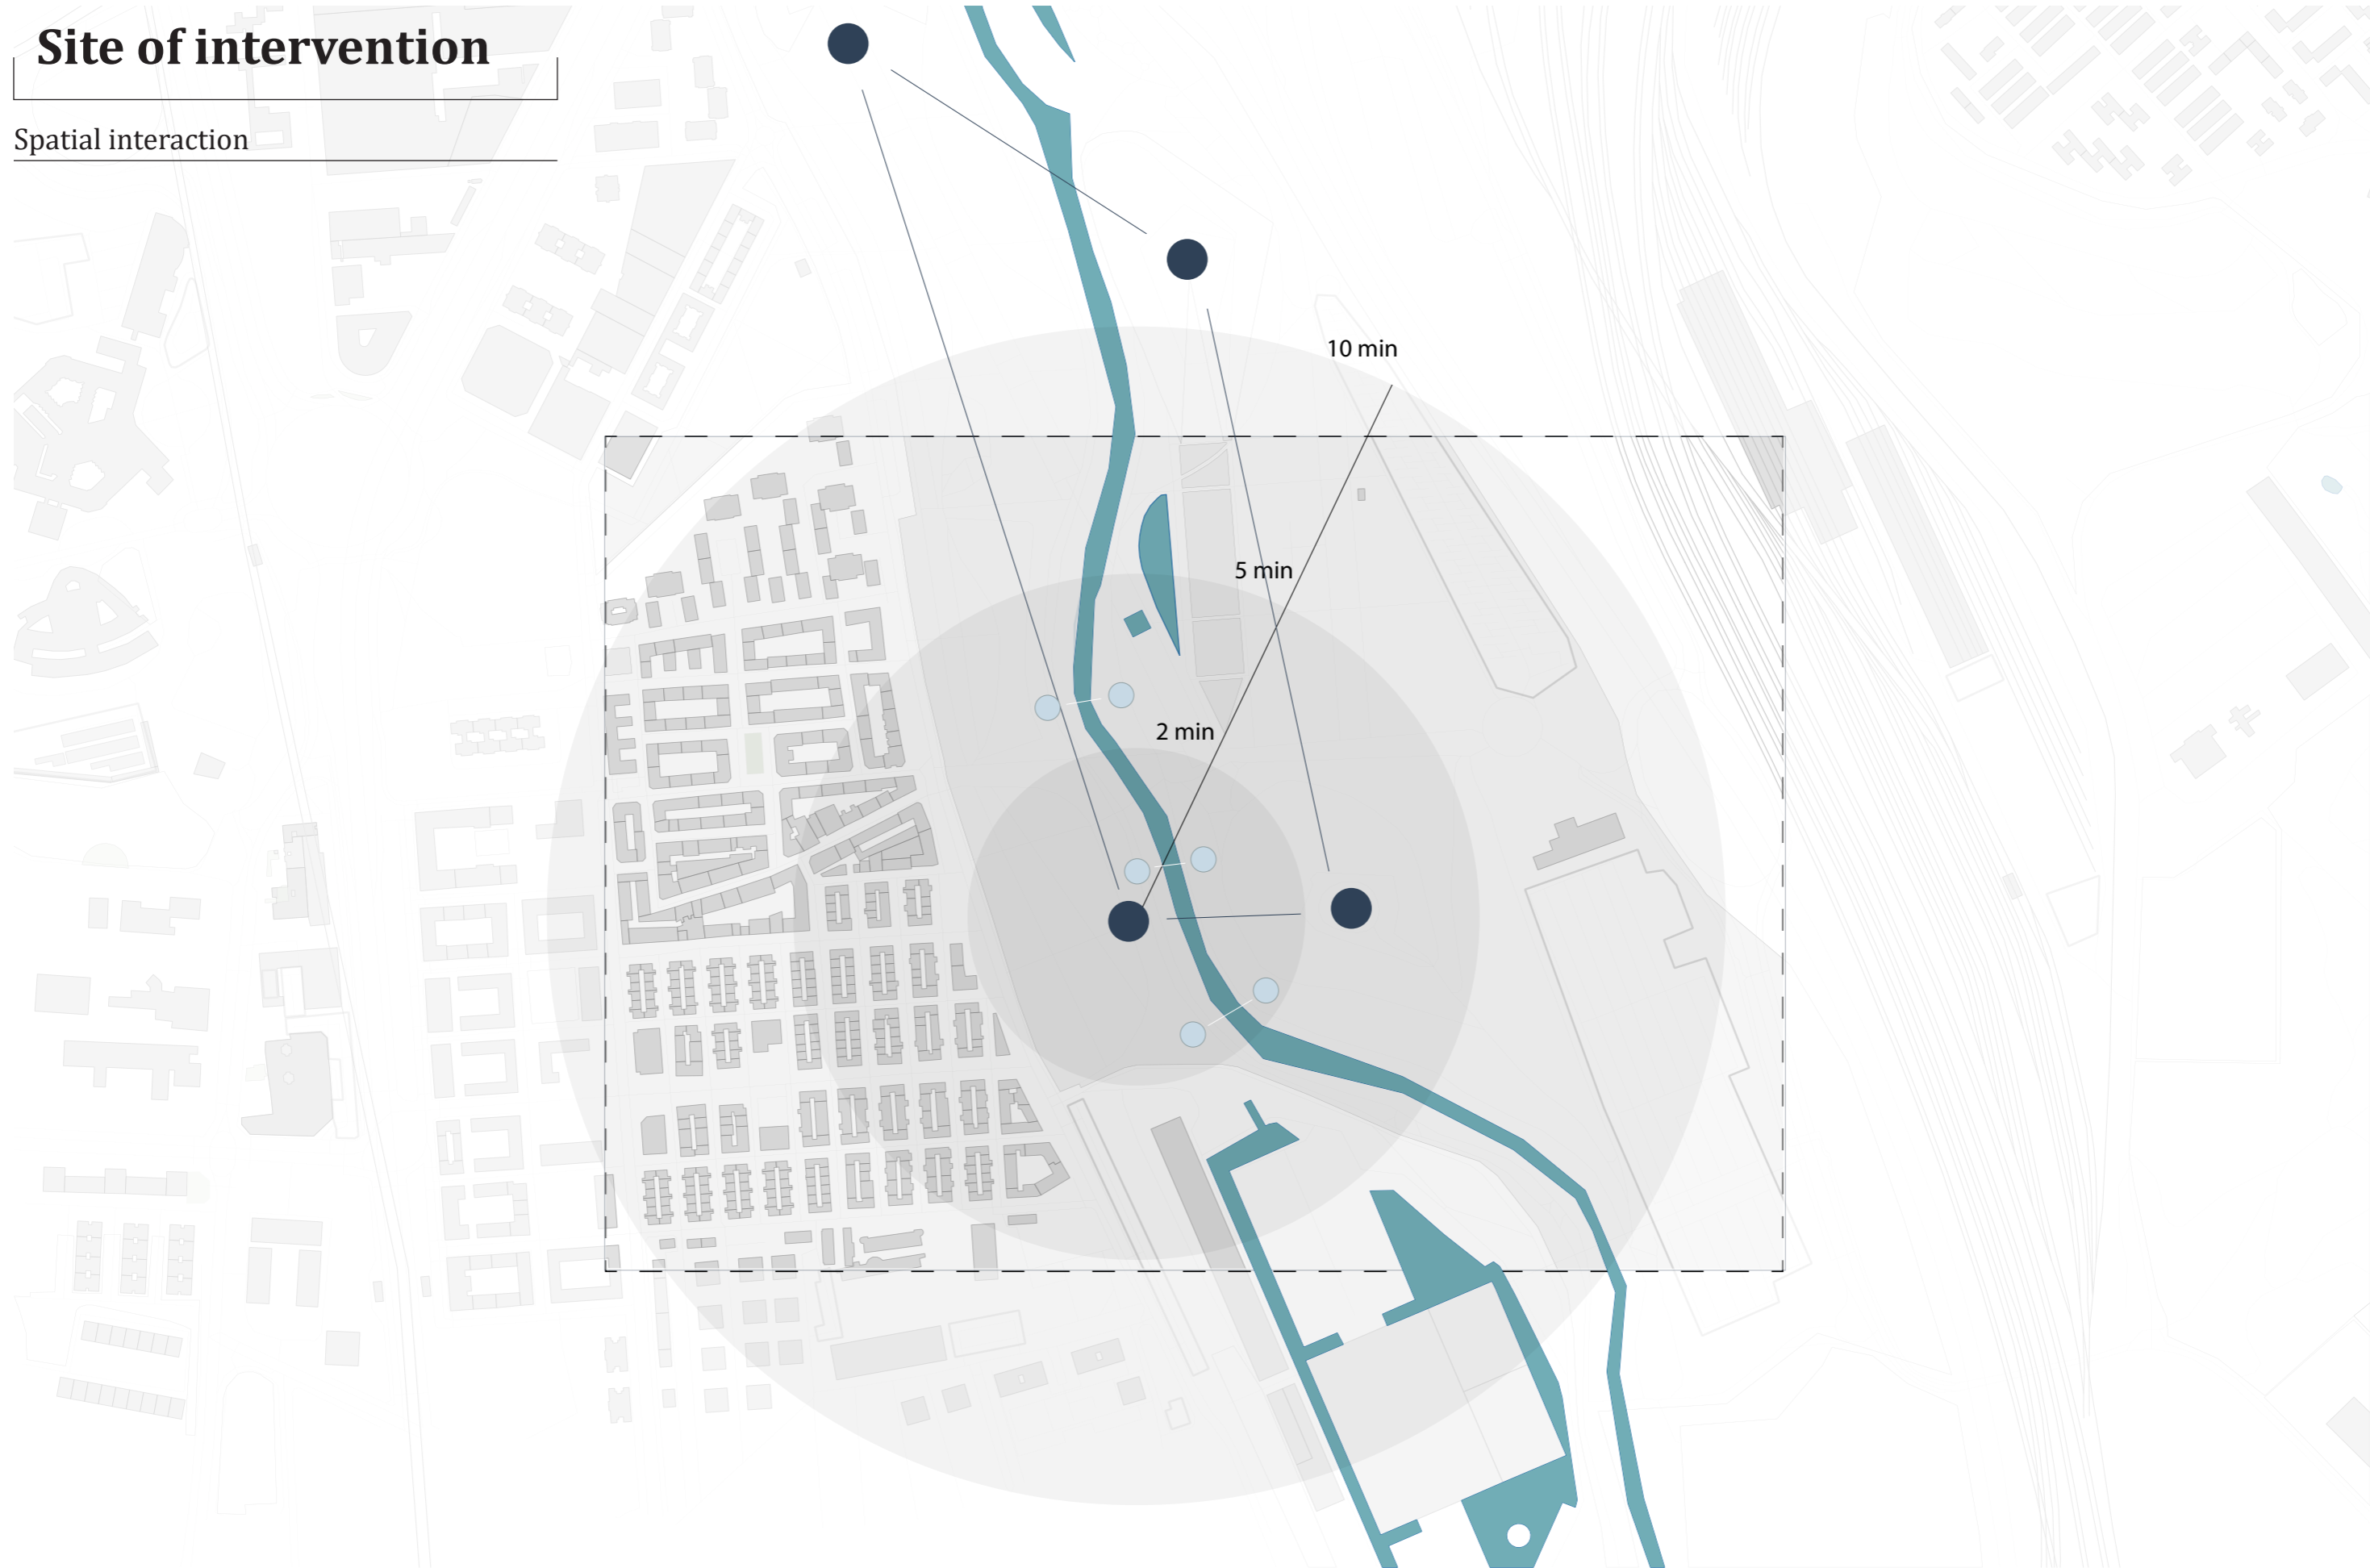 Site of intervention
Spatial interaction
10 min
5 min
2 min